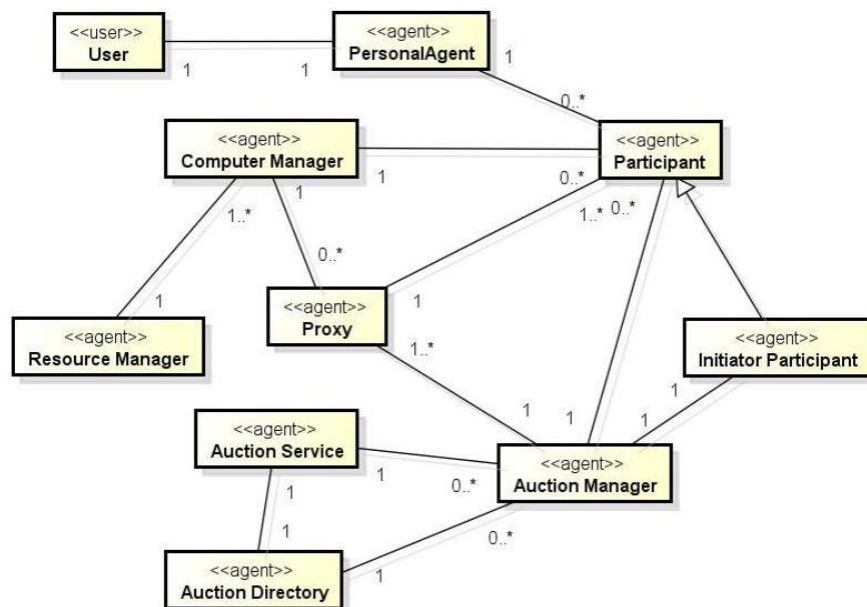 <<user>>
User
1
1
<<agent>>
PersonalAgent
1
0..*
<<agent>>
Computer Manager
1
1
1..*
<<agent>>
Participant
0..*
1..*
0..*
0..*
1
<<agent>>
Resource Manager
<<agent>>
Proxy
1
1..*
<<agent>>
Initiator Participant
1
1
1
1
<<agent>>
Auction Service
1
0..*
1
<<agent>>
Auction Manager
1
0..*
1
<<agent>>
Auction Directory